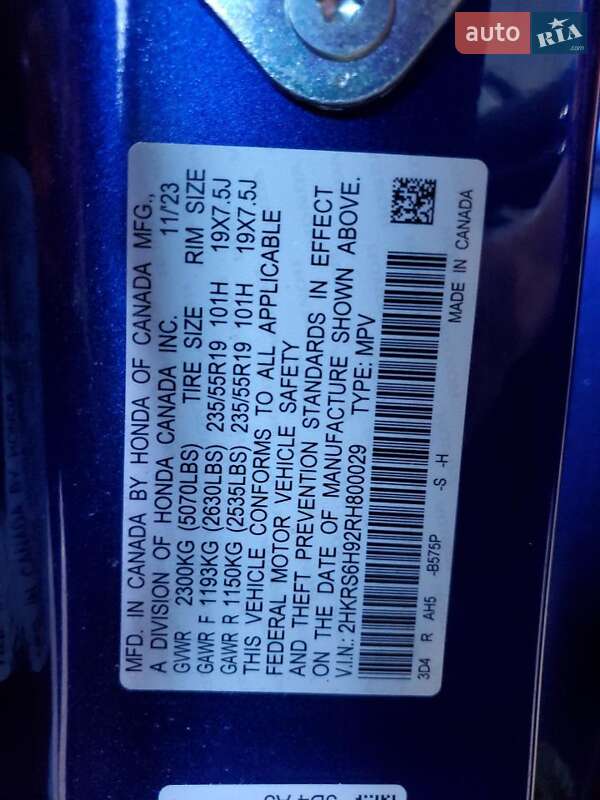 auto RIA .com
MFD. IN CANADA BY HONDA OF CANADA MFG.,
A DIVISION OF HONDA CANADA INC. 11/23
GVWR 2300KG (5070LBS) TIRE SIZE RIM SIZE
GAWR F 1193KG (2630LBS) 235/55R19 101H 19X7.5J
GAWR R 1150KG (2535LBS) 235/55R19 101H 19X7.5J
THIS VEHICLE CONFORMS TO ALL APPLICABLE
FEDERAL MOTOR VEHICLE SAFETY
AND THEFT PREVENTION STANDARDS IN EFFECT
ON THE DATE OF MANUFACTURE SHOWN ABOVE.
V.I.N.: 2HKRS6H92RH800029 TYPE: MPV
3D4 R AH5 -B575P -S -H
MADE IN CANADA